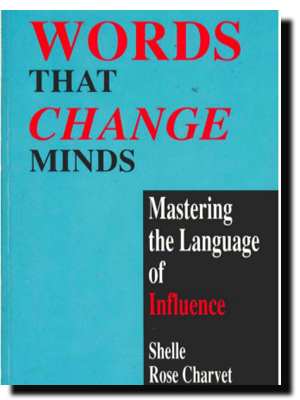 WORDS
THAT
CHANGE
MINDS
Mastering
the Language
of
Influence
Shelle
Rose Charvet